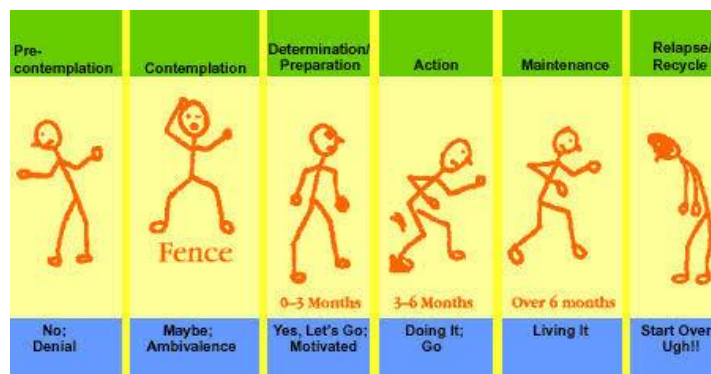 Pre-
contemplation
Contemplation
Determination/
Preparation
Action
Maintenance
Relapse/
Recycle
Fence
0–3 Months
3–6 Months
Over 6 months
No;
Denial
Maybe;
Ambivalence
Yes, Let's Go;
Motivated
Doing It;
Go
Living It
Start Over
Ugh!!